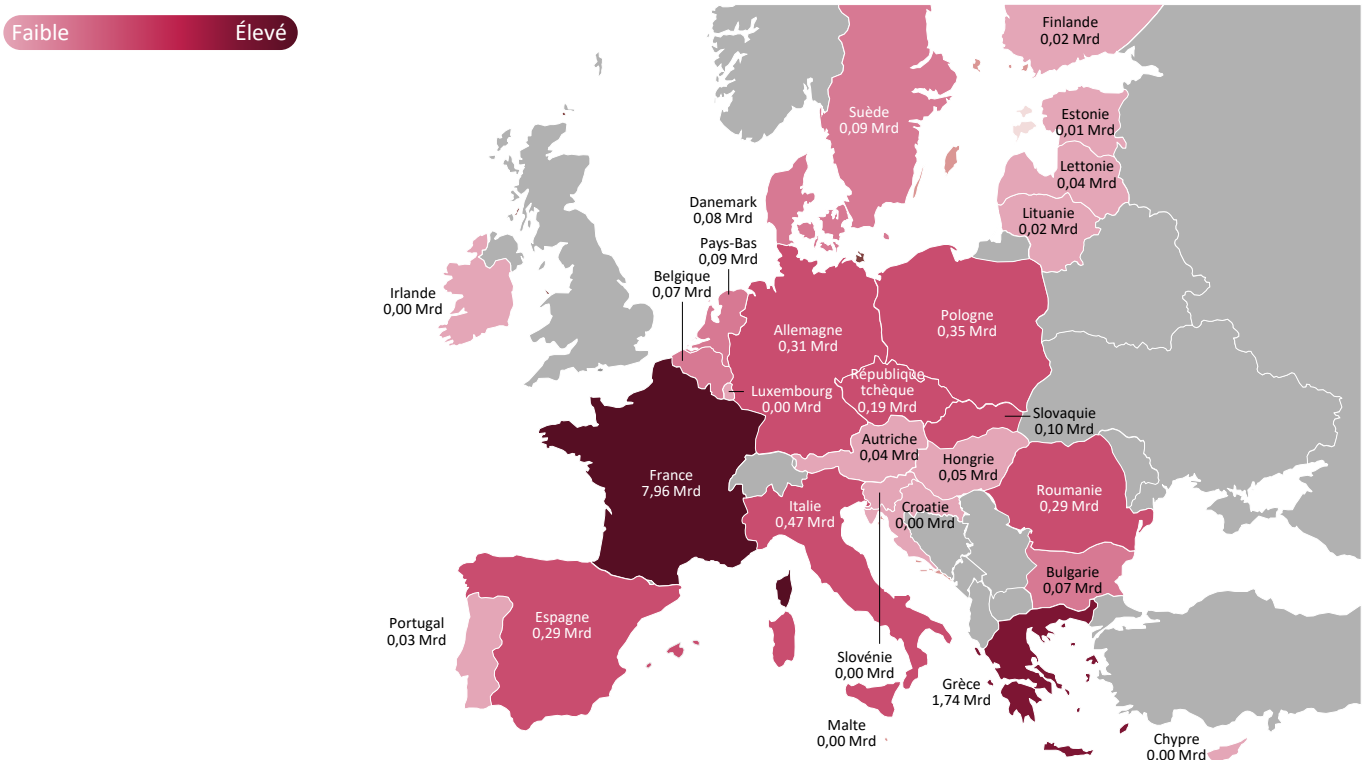 Faible
Élevé
Finlande
0,02 Mrd
Suède
0,09 Mrd
Estonie
0,01 Mrd
Lettonie
0,04 Mrd
Lituanie
0,02 Mrd
Danemark
0,08 Mrd
Pays-Bas
0,09 Mrd
Belgique
0,07 Mrd
Irlande
0,00 Mrd
Allemagne
0,31 Mrd
Pologne
0,35 Mrd
République
tchèque
0,19 Mrd
Luxembourg
0,00 Mrd
Slovaquie
0,10 Mrd
Autriche
0,04 Mrd
Hongrie
0,05 Mrd
France
7,96 Mrd
Italie
0,47 Mrd
Croatie
0,00 Mrd
Roumanie
0,29 Mrd
Bulgarie
0,07 Mrd
Portugal
0,03 Mrd
Espagne
0,29 Mrd
Slovénie
0,00 Mrd
Grèce
1,74 Mrd
Malte
0,00 Mrd
Chypre
0,00 Mrd